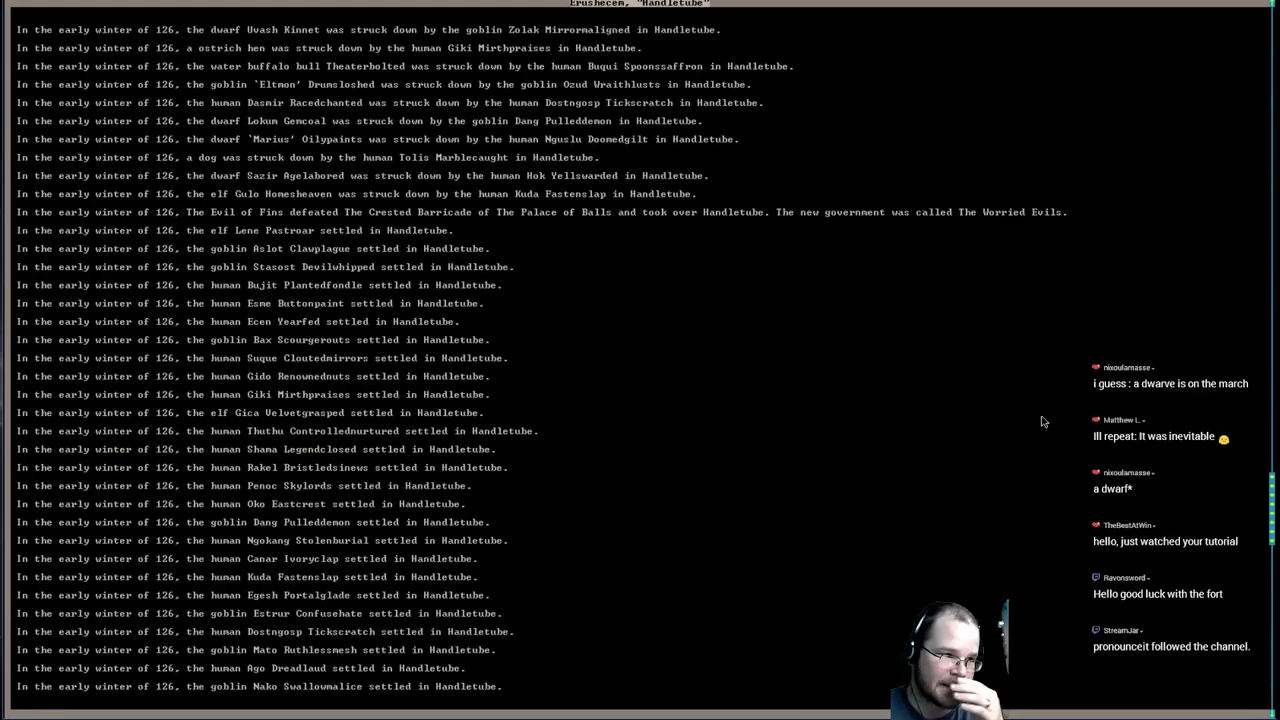 Erushecem, "Handletube"
In the early winter of 126, the dwarf Uvash Kinnet was struck down by the goblin Zolak Mirrormaligned in Handletube.
In the early winter of 126, a ostrich hen was struck down by the human Giki Mirthpraises in Handletube.
In the early winter of 126, the water buffalo bull Theaterbolted was struck down by the human Buqui Spoonssaffron in Handletube.
In the early winter of 126, the goblin `Eltmon' Drumsloshed was struck down by the goblin Ozud Wraithlusts in Handletube.
In the early winter of 126, the human Dasmir Racedchanted was struck down by the human Dostngosp Tickscratch in Handletube.
In the early winter of 126, the dwarf Lokum Gemcoal was struck down by the goblin Dang Pulleddemon in Handletube.
In the early winter of 126, the dwarf `Marius' Oilypaints was struck down by the human Nguslu Doomedgilt in Handletube.
In the early winter of 126, a dog was struck down by the human Tolis Marblecaught in Handletube.
In the early winter of 126, the dwarf Sazir Agelabored was struck down by the human Hok Yellswarded in Handletube.
In the early winter of 126, the elf Gulo Homesheaven was struck down by the human Kuda Fastenslap in Handletube.
In the early winter of 126, The Evil of Fins defeated The Crested Barricade of The Palace of Balls and took over Handletube. The new government was called The Worried Evils.
In the early winter of 126, the elf Lene Pastroar settled in Handletube.
In the early winter of 126, the goblin Aslot Clawplague settled in Handletube.
In the early winter of 126, the goblin Stasost Devilwhipped settled in Handletube.
In the early winter of 126, the human Bujit Plantedfondle settled in Handletube.
In the early winter of 126, the human Esme Buttonpaint settled in Handletube.
In the early winter of 126, the human Ecen Yearfed settled in Handletube.
In the early winter of 126, the goblin Bax Scourgerouts settled in Handletube.
In the early winter of 126, the human Suque Cloutedmirrors settled in Handletube.
In the early winter of 126, the human Gido Renownednuts settled in Handletube.
In the early winter of 126, the human Giki Mirthpraises settled in Handletube.
In the early winter of 126, the elf Gica Velvetgrasped settled in Handletube.
In the early winter of 126, the human Thuthu Controllednurtured settled in Handletube.
In the early winter of 126, the human Shama Legendclosed settled in Handletube.
In the early winter of 126, the human Rakel Bristledsinews settled in Handletube.
In the early winter of 126, the human Penoc Skylords settled in Handletube.
In the early winter of 126, the human Oko Eastcrest settled in Handletube.
In the early winter of 126, the goblin Dang Pulleddemon settled in Handletube.
In the early winter of 126, the human Ngokang Stolenburial settled in Handletube.
In the early winter of 126, the human Canar Ivoryclap settled in Handletube.
In the early winter of 126, the human Kuda Fastenslap settled in Handletube.
In the early winter of 126, the human Egesh Portalglade settled in Handletube.
In the early winter of 126, the goblin Estrur Confusehate settled in Handletube.
In the early winter of 126, the human Dostngosp Tickscratch settled in Handletube.
In the early winter of 126, the goblin Mato Ruthlessmesh settled in Handletube.
In the early winter of 126, the human Ago Dreadlaud settled in Handletube.
In the early winter of 126, the goblin Nako Swallowmalice settled in Handletube.
nixoulamasse
i guess : a dwarve is on the march
Matthew L.
Ill repeat: It was inevitable
nixoulamasse
a dwarf*
TheBestAtWin
hello, just watched your tutorial
Ravonsword
Hello good luck with the fort
StreamJar
pronounceit followed the channel.